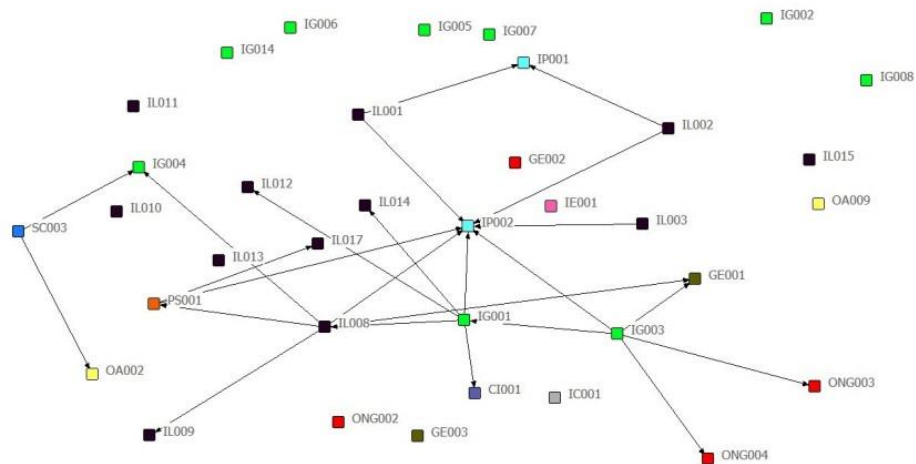 IG002
IG006
IG005
IG007
IG014
IP001
IG008
IL011
IL001
IL002
IG004
GE002
IL015
IL012
IL014
IE001
OA009
IL010
SC003
IP002
IL003
IL017
IL013
GE001
PS001
IL008
IG001
IG003
OA002
CI001
IC001
ONG003
ONG002
IL009
GE003
ONG004